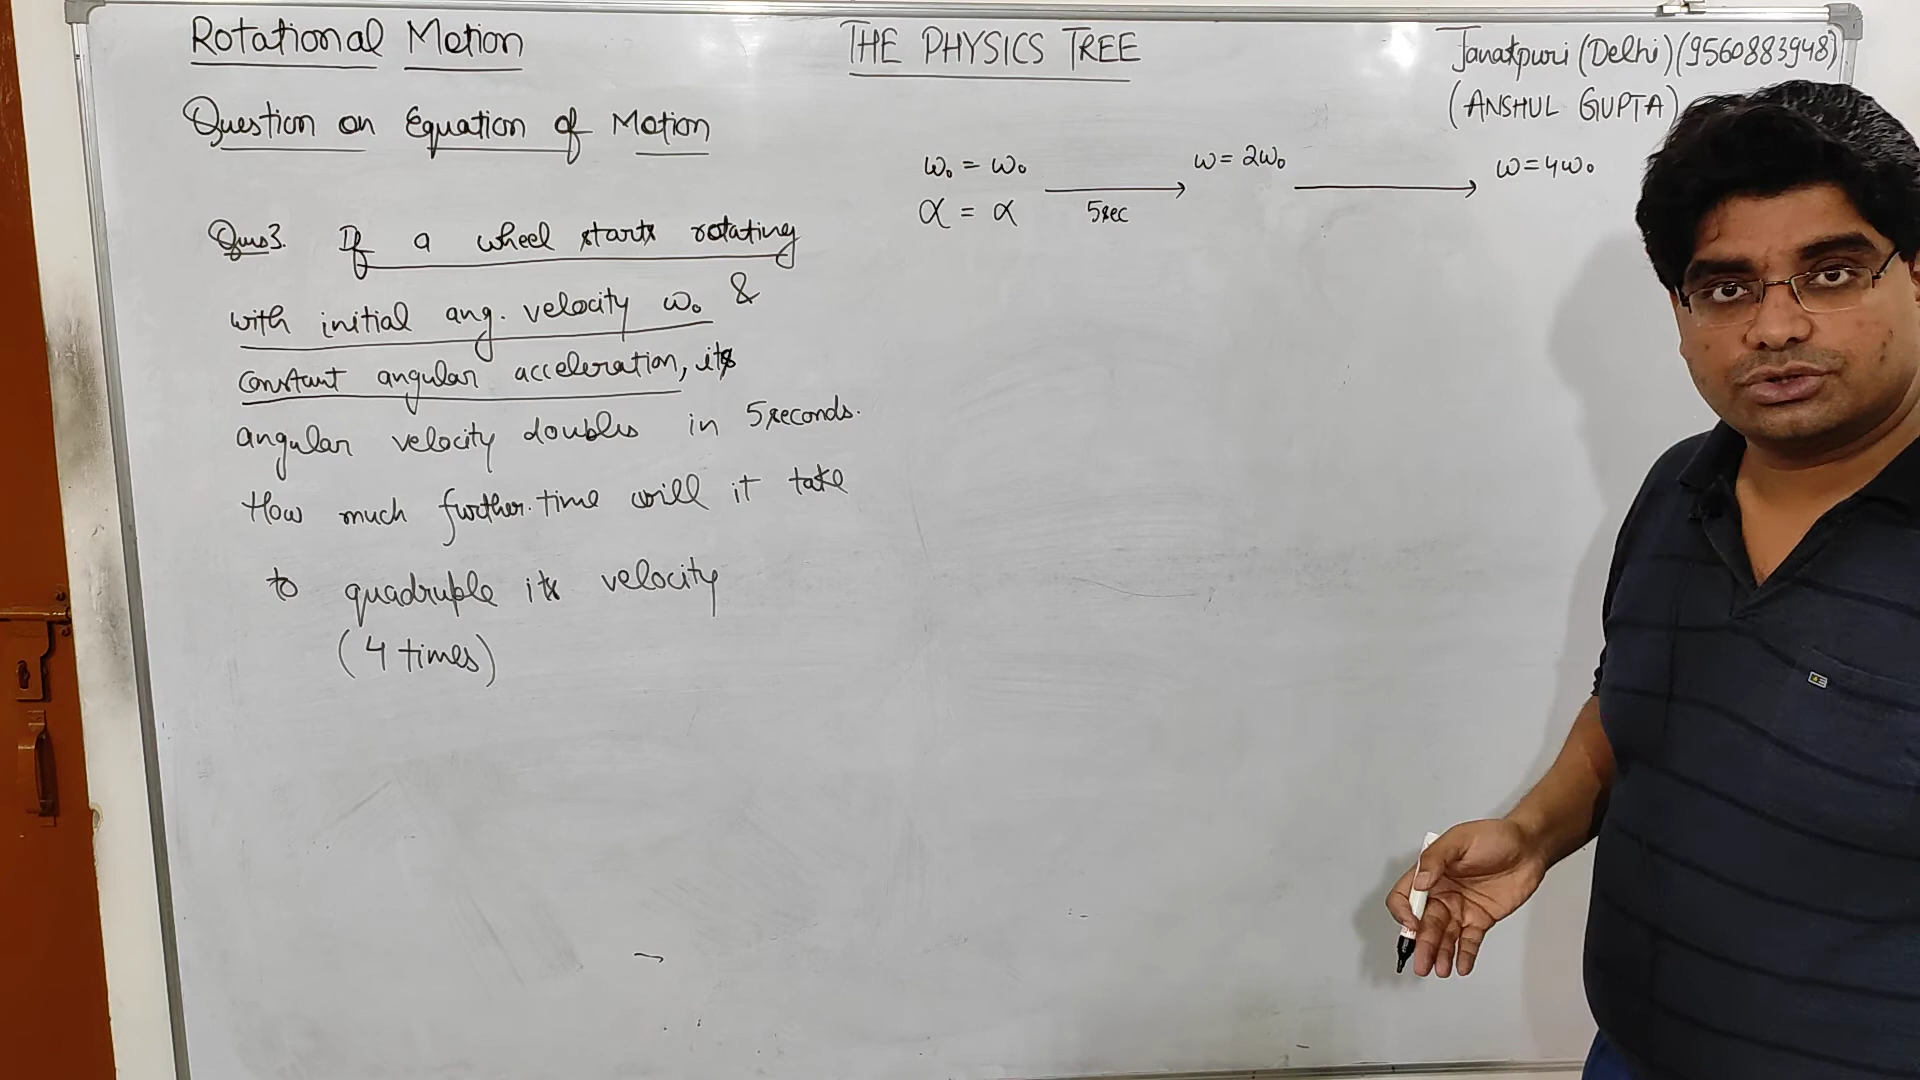 Rotational Motion
THE PHYSICS TREE
Janakpuri (Delhi) (9560883948)
(ANSHUL GUPTA)
Question on Equation of Motion
ω₀ = ω₀
α = α
5sec
ω = 2ω₀
ω = 4ω₀
Ques3. If a wheel starts rotating
with initial ang. velocity ω₀ &
constant angular acceleration, its
angular velocity doubles in 5seconds.
How much further time will it take
to quadruple its velocity
(4 times)